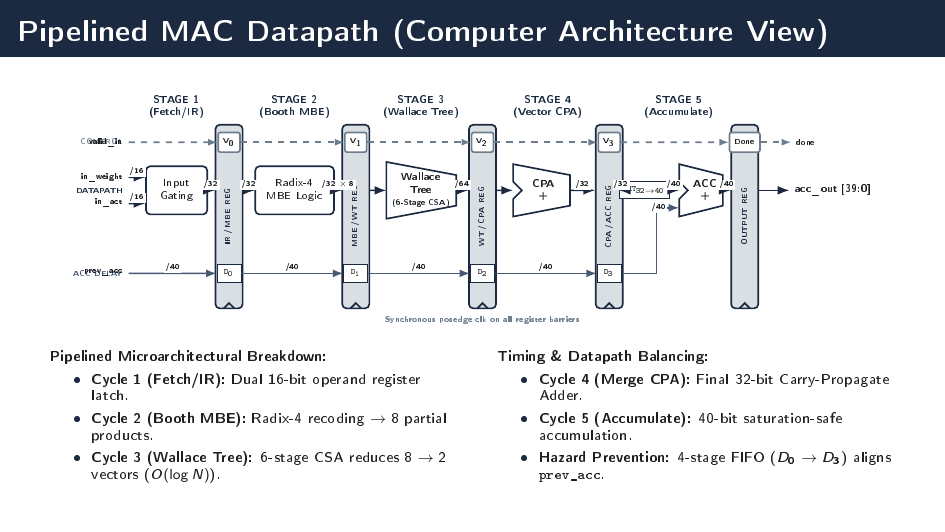 Pipelined MAC Datapath (Computer Architecture View)
STAGE 1
(Fetch/IR)
STAGE 2
(Booth MBE)
STAGE 3
(Wallace Tree)
STAGE 4
(Vector CPA)
STAGE 5
(Accumulate)
V0
V1
V2
V3
Done
done
in_weight
/16
DATAPATH
in_act
/16
Input
Gating
/32
IR / MBE REG
/32
Radix-4
MBE Logic
/32 × 8
MBE / WT REG
Wallace
Tree
(6-Stage CSA)
/64
WT / CPA REG
CPA
+
/32
CPA / ACC REG
/32
32→40
/40
/40
ACC
+
/40
OUTPUT REG
acc_out [39:0]
/40
D0
/40
D1
/40
D2
/40
D3
Synchronous posedge clk on all register barriers
Pipelined Microarchitectural Breakdown:
• Cycle 1 (Fetch/IR): Dual 16-bit operand register
latch.
• Cycle 2 (Booth MBE): Radix-4 recoding → 8 partial
products.
• Cycle 3 (Wallace Tree): 6-stage CSA reduces 8 → 2
vectors (O(log N)).
Timing & Datapath Balancing:
• Cycle 4 (Merge CPA): Final 32-bit Carry-Propagate
Adder.
• Cycle 5 (Accumulate): 40-bit saturation-safe
accumulation.
• Hazard Prevention: 4-stage FIFO (D0 → D3) aligns
prev_acc.